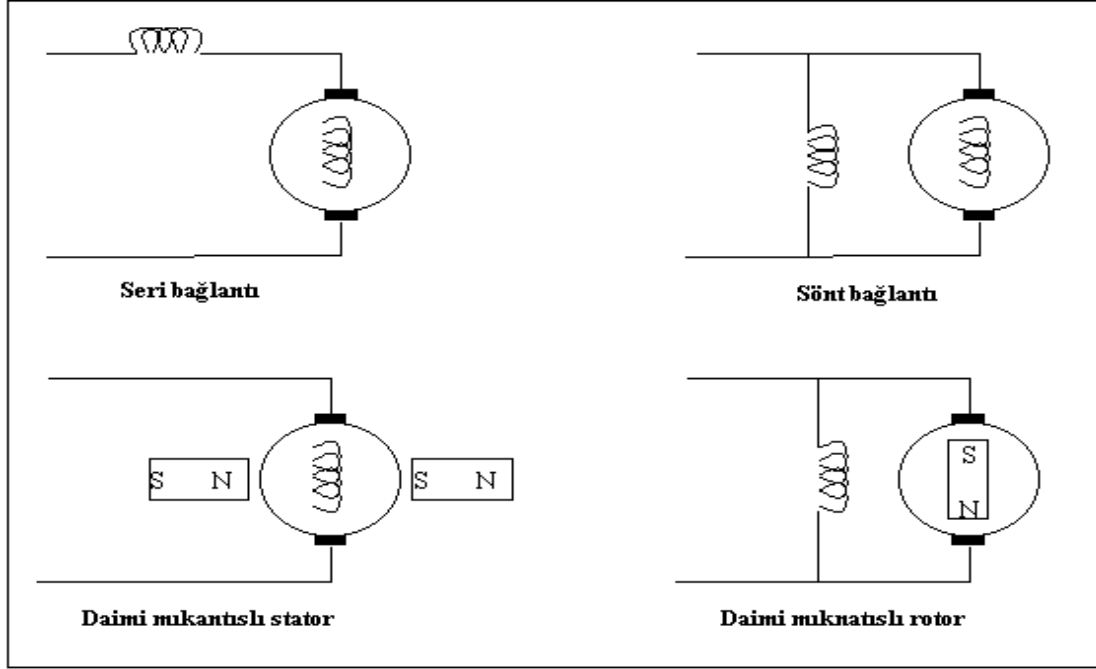 Seri bağlantı
Sönt bağlantı
S N
S N
S
N
Daimi mıkantıslı stator
Daimi mıknatıslı rotor